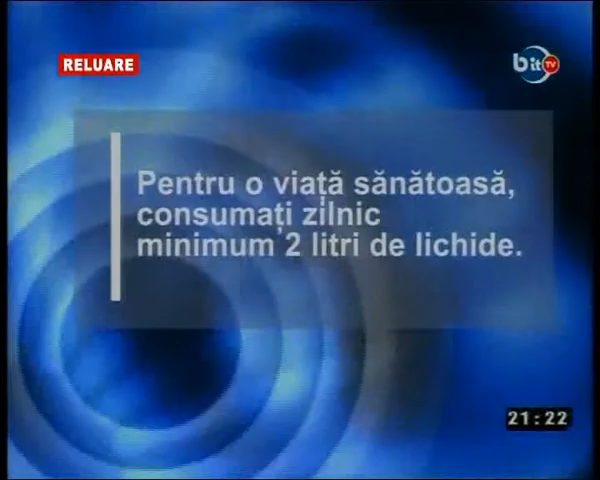 RELUARE
bit TV
Pentru o viață sănătoasă,
consumați zilnic
minimum 2 litri de lichide.
21:22